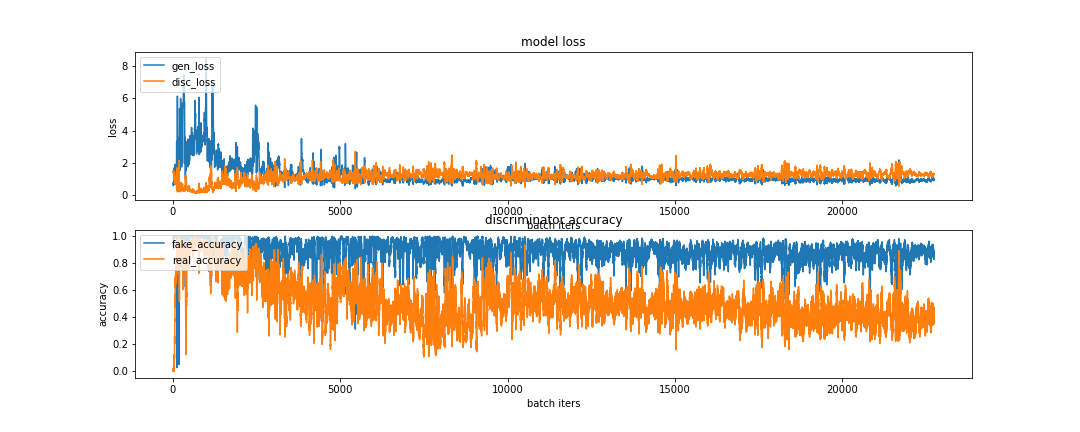 model loss
gen_loss
disc_loss
loss
8
6
4
2
0
0 5000 10000 15000 20000
batch iters
discriminator accuracy
fake_accuracy
real_accuracy
accuracy
1.0
0.8
0.6
0.4
0.2
0.0
0 5000 10000 15000 20000
batch iters